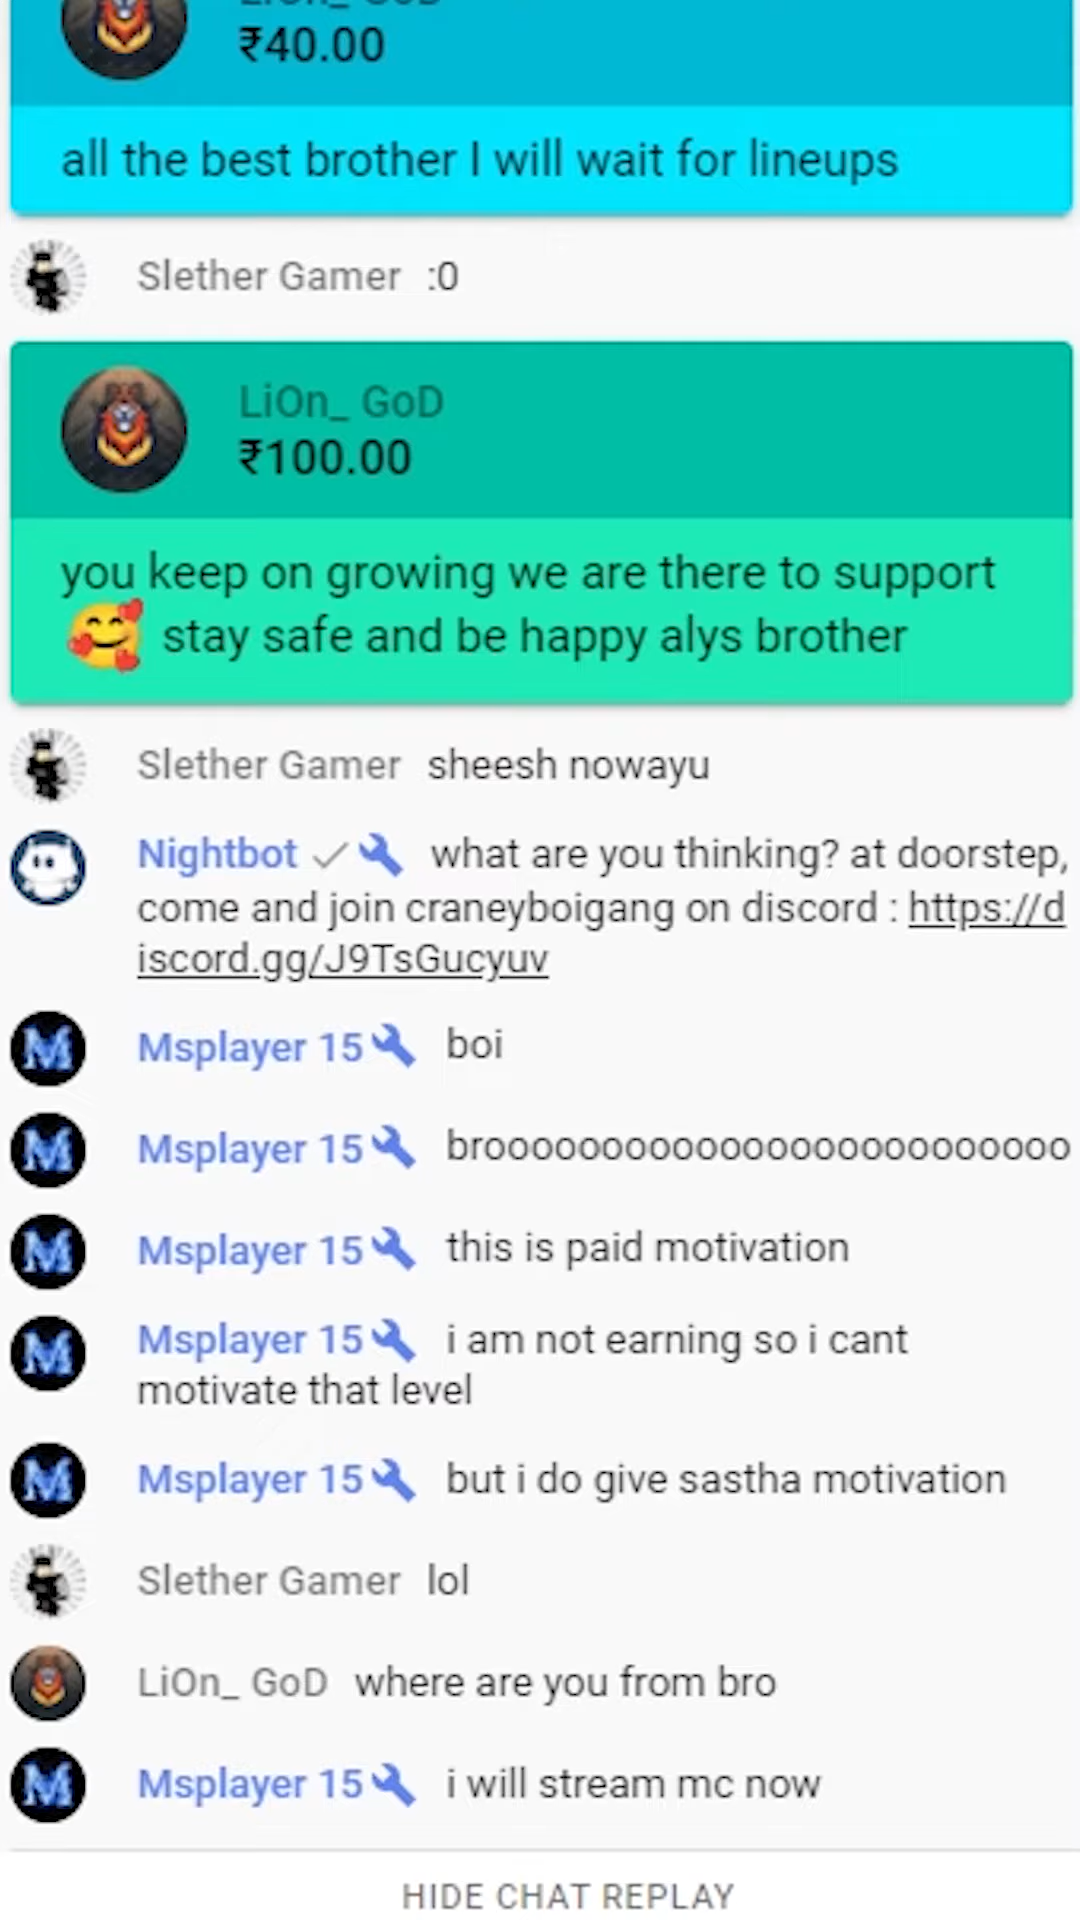 ₹40.00
all the best brother I will wait for lineups
Slether Gamer :0
LiOn_ GoD
₹100.00
you keep on growing we are there to support
🥰 stay safe and be happy alys brother
Slether Gamer sheesh nowayu
Nightbot what are you thinking? at doorstep,
come and join craneyboigang on discord : https://d
iscord.gg/J9TsGucyuv
Msplayer 15 boi
Msplayer 15 brooooooooooooooooooooooooo
Msplayer 15 this is paid motivation
Msplayer 15 i am not earning so i cant
motivate that level
Msplayer 15 but i do give sastha motivation
Slether Gamer lol
LiOn_ GoD where are you from bro
Msplayer 15 i will stream mc now
HIDE CHAT REPLAY